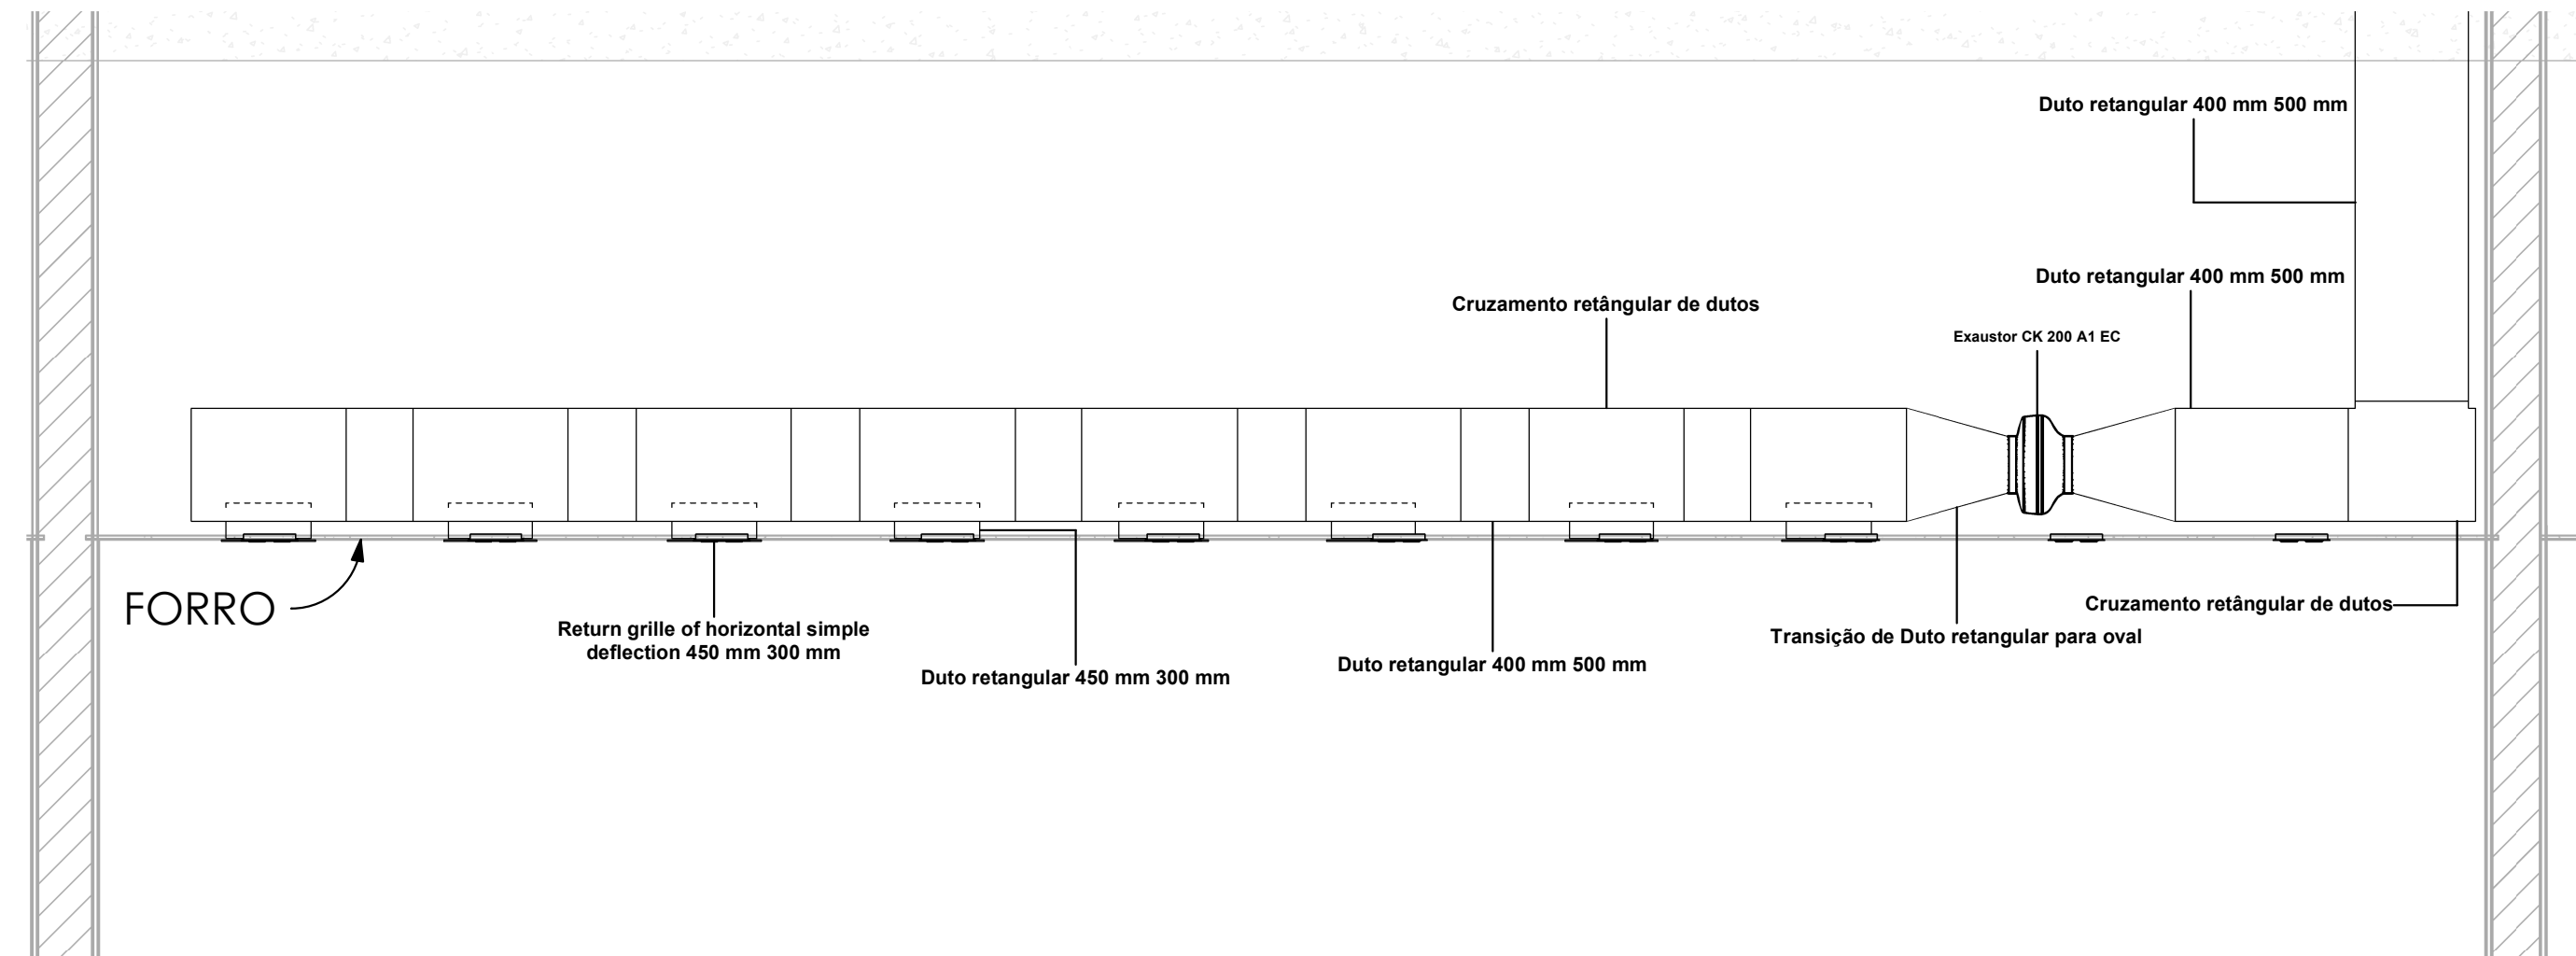 Duto retangular 400 mm 500 mm
Duto retangular 400 mm 500 mm
Cruzamento retângular de dutos
Exaustor CK 200 A1 EC
FORRO
Return grille of horizontal simple
deflection 450 mm 300 mm
Duto retangular 450 mm 300 mm
Duto retangular 400 mm 500 mm
Transição de Duto retangular para oval
Cruzamento retângular de dutos